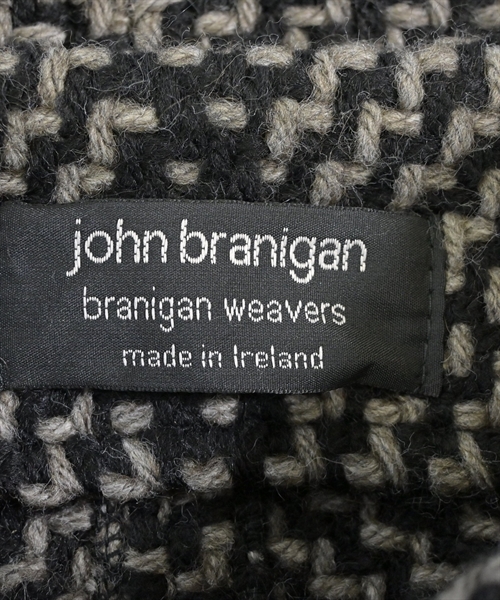 john branigan
branigan weavers
made in Ireland